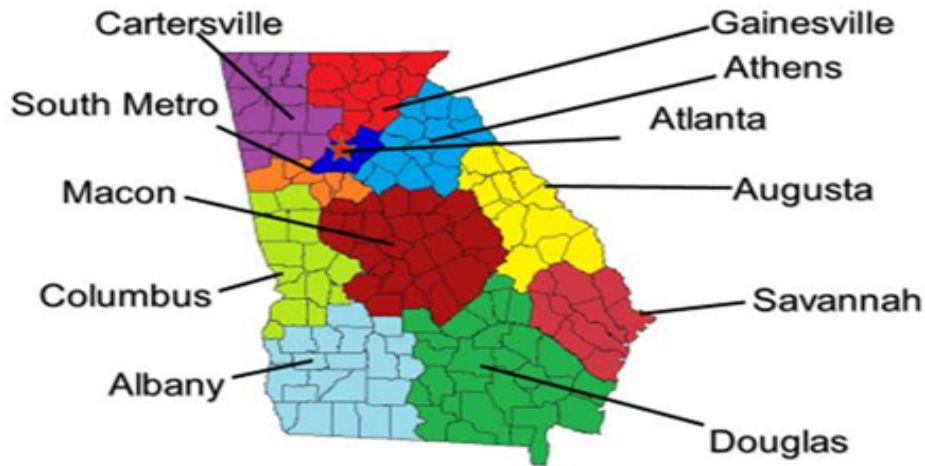 Cartersville
Gainesville
Athens
South Metro
Atlanta
Macon
Augusta
Columbus
Savannah
Albany
Douglas